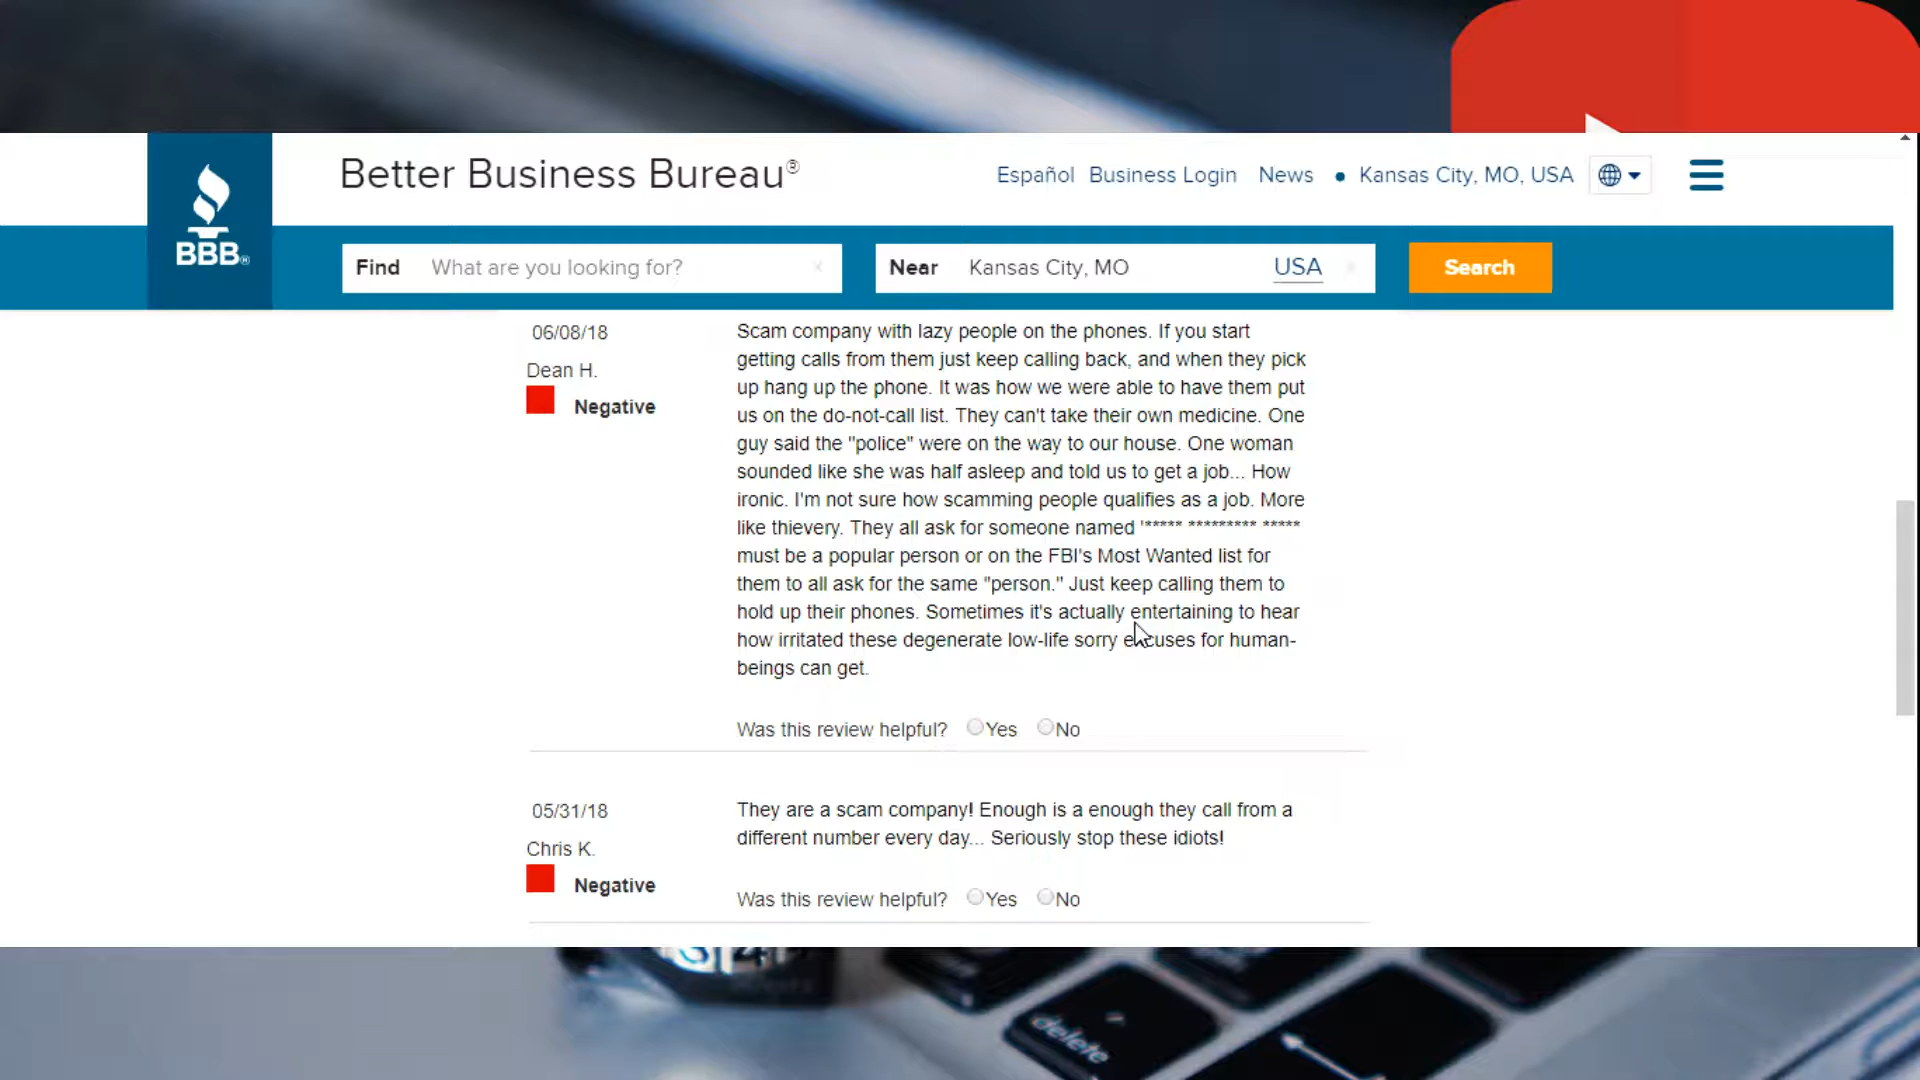 Better Business Bureau®
Español Business Login News • Kansas City, MO, USA
BBB®
Find What are you looking for?
Near Kansas City, MO USA
Search
06/08/18
Dean H.
Negative
Scam company with lazy people on the phones. If you start
getting calls from them just keep calling back, and when they pick
up hang up the phone. It was how we were able to have them put
us on the do-not-call list. They can't take their own medicine. One
guy said the "police" were on the way to our house. One woman
sounded like she was half asleep and told us to get a job... How
ironic. I'm not sure how scamming people qualifies as a job. More
like thievery. They all ask for someone named '***** ********* *****
must be a popular person or on the FBI's Most Wanted list for
them to all ask for the same "person." Just keep calling them to
hold up their phones. Sometimes it's actually entertaining to hear
how irritated these degenerate low-life sorry excuses for human-
beings can get.
Was this review helpful? Yes No
05/31/18
Chris K.
Negative
They are a scam company! Enough is a enough they call from a
different number every day... Seriously stop these idiots!
Was this review helpful? Yes No
3 4
delete